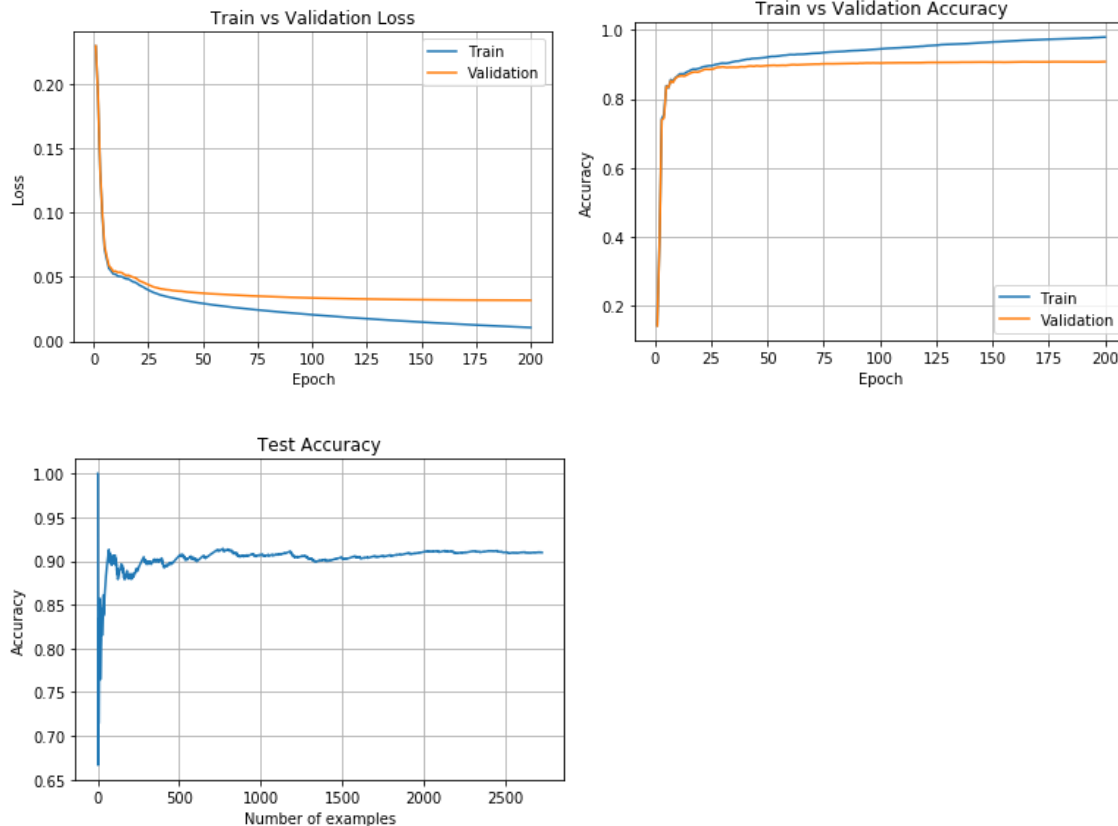 Train vs Validation Loss
Train
Validation
0.20
0.15
0.10
0.05
0.00
Loss
0 25 50 75 100 125 150 175 200
Epoch
Train vs Validation Accuracy
1.0
0.8
0.6
0.4
0.2
Accuracy
Train
Validation
0 25 50 75 100 125 150 175 200
Epoch
Test Accuracy
1.00
0.95
0.90
0.85
0.80
0.75
0.70
0.65
Accuracy
0 500 1000 1500 2000 2500
Number of examples